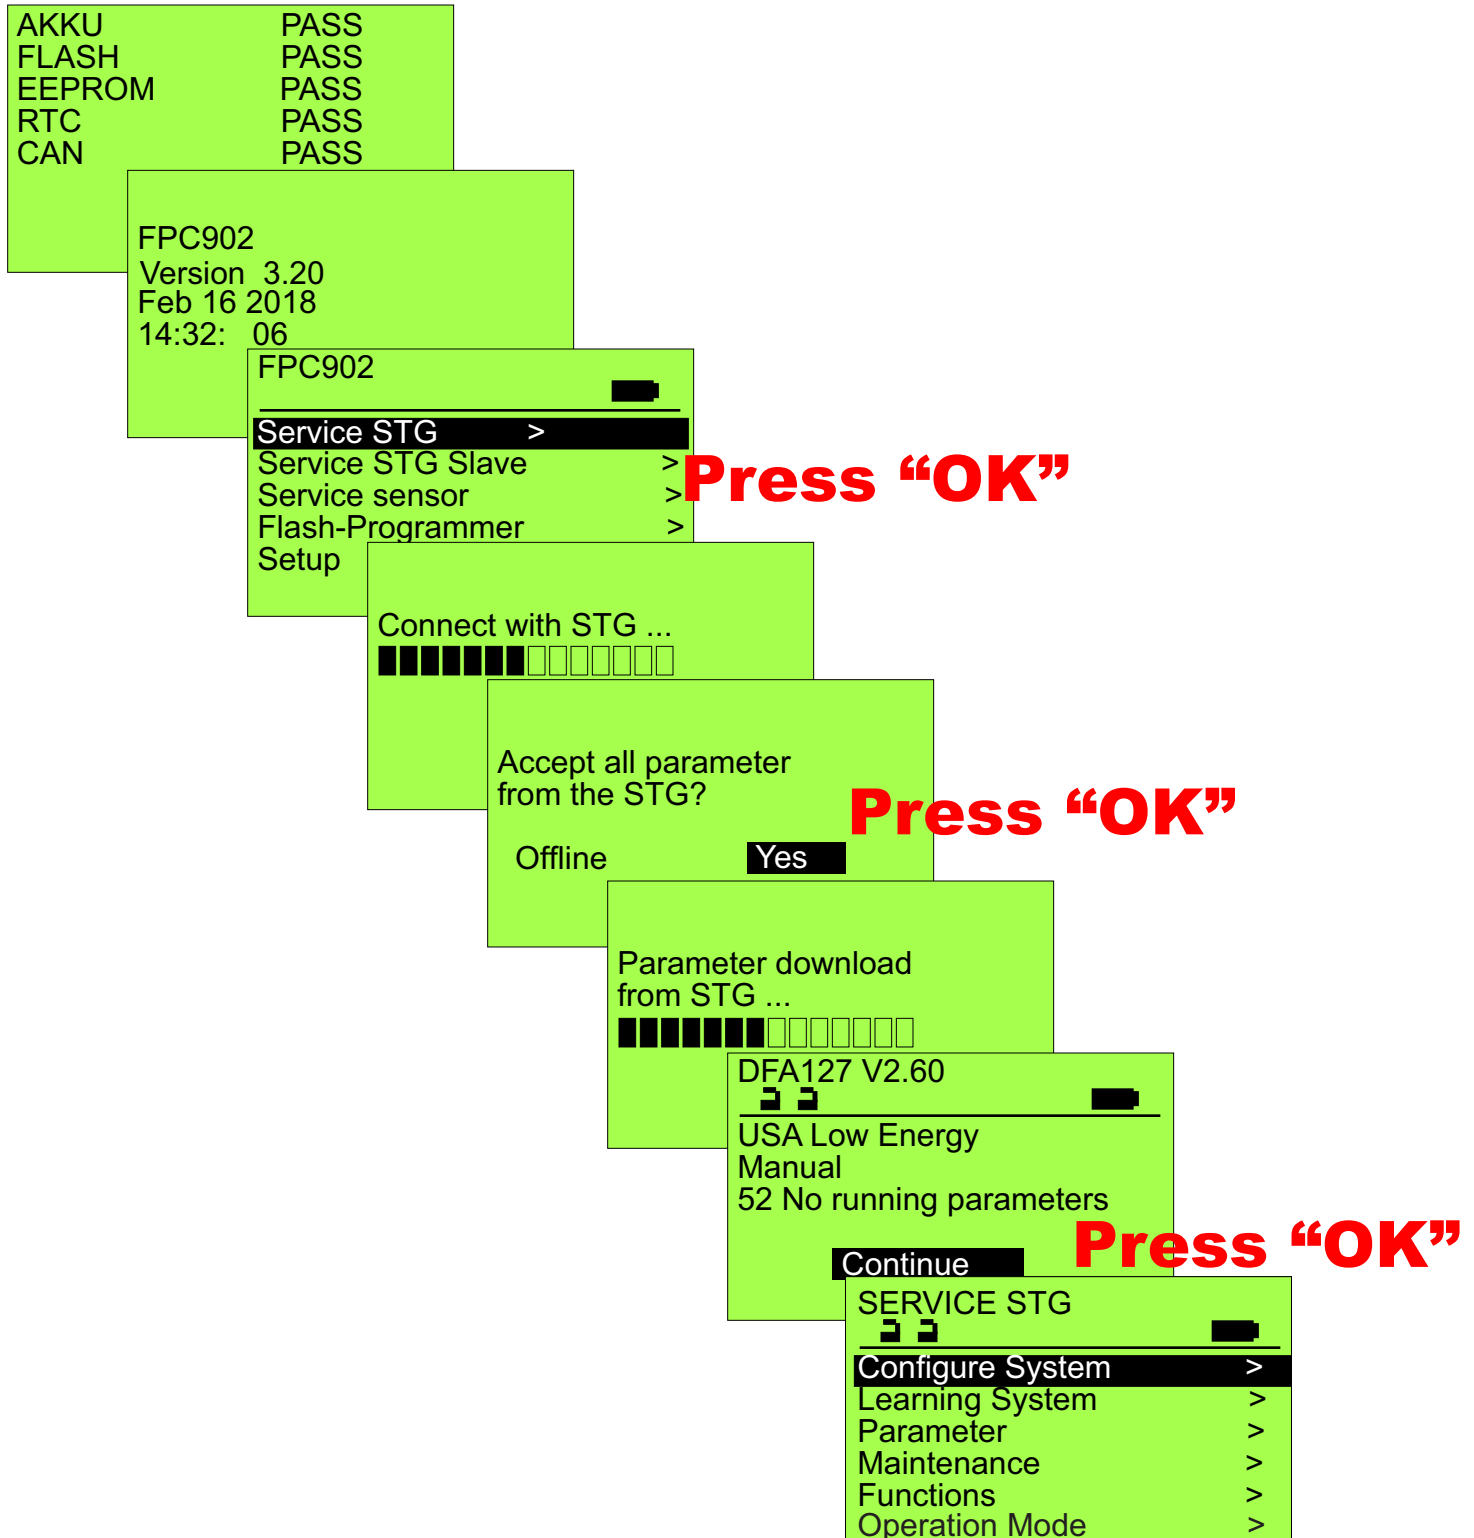 AKKU PASS
FLASH PASS
EEPROM PASS
RTC PASS
CAN PASS
FPC902
Version 3.20
Feb 16 2018
14:32: 06
FPC902
Service STG >
Service STG Slave >
Service sensor >
Flash-Programmer >
Setup
Press “OK”
Connect with STG ...
Accept all parameter
from the STG?
Offline Yes
Press “OK”
Parameter download
from STG ...
DFA127 V2.60
USA Low Energy
Manual
52 No running parameters
Continue
Press “OK”
SERVICE STG
Configure System >
Learning System >
Parameter >
Maintenance >
Functions >
Operation Mode >